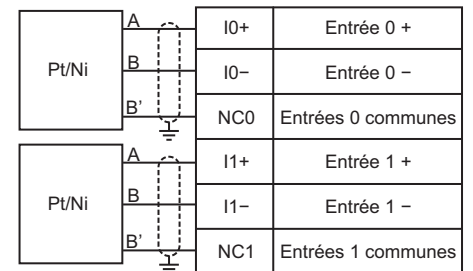 A I0+ Entrée 0 +
Pt/Ni B I0− Entrée 0 −
B' NC0 Entrées 0 communes
A I1+ Entrée 1 +
Pt/Ni B I1− Entrée 1 −
B' NC1 Entrées 1 communes